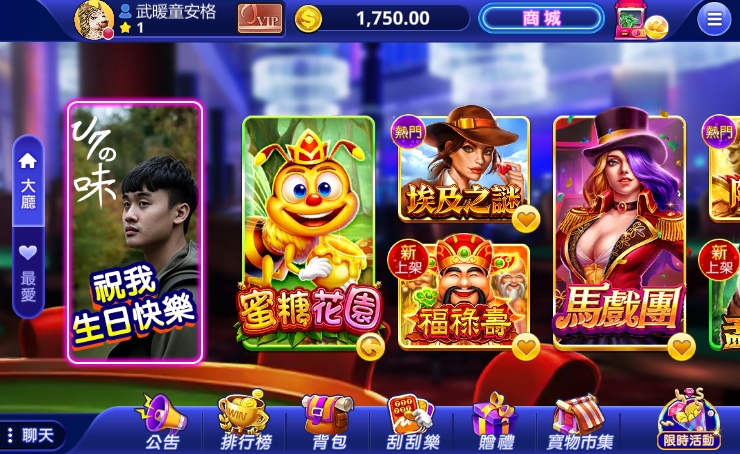 武暖童安格
1
VIP
1,750.00
商城
大廳
最愛
の味
祝我
生日快樂
蜜糖花園
熱門
埃及之謎
新上架
福祿壽
馬戲團
熱門
新上架
聊天
公告
WIN
排行榜
背包
刮刮樂
贈禮
寶物市集
限時活動